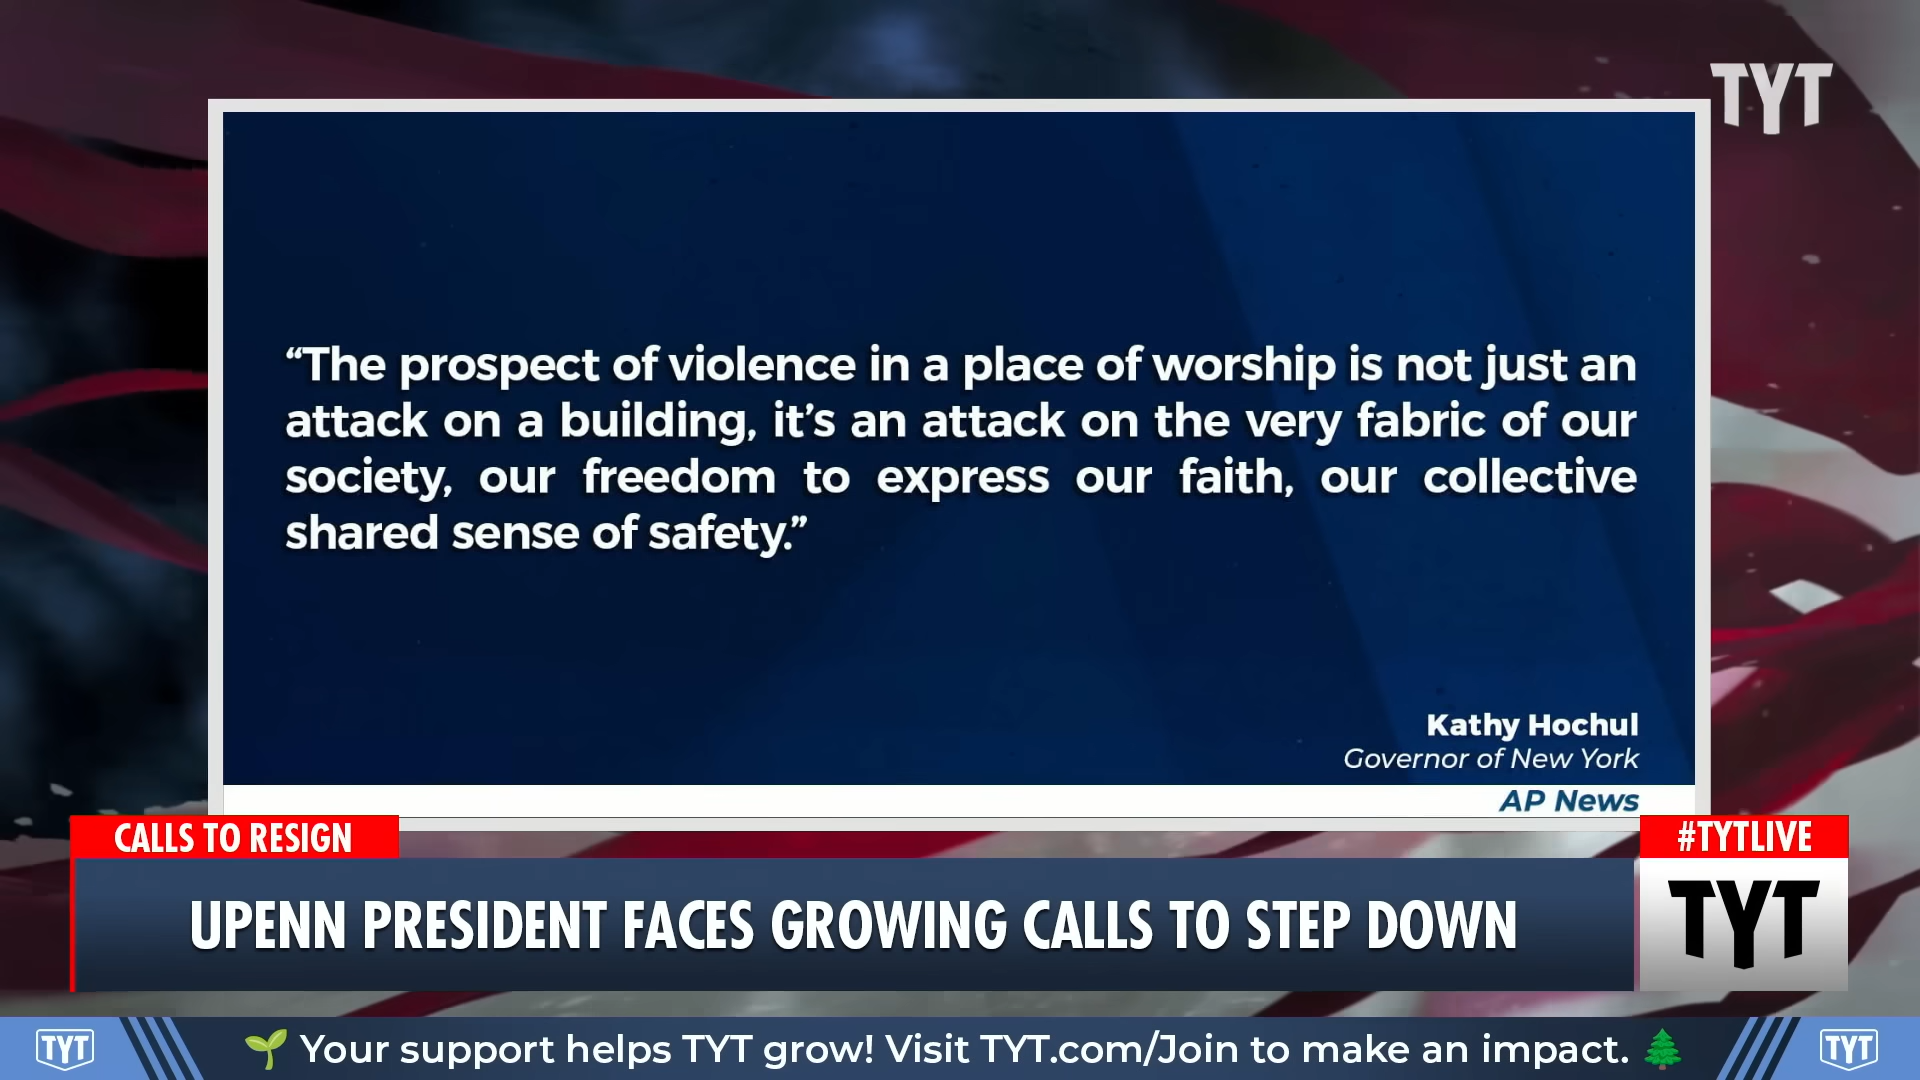 TYT
“The prospect of violence in a place of worship is not just an
attack on a building, it’s an attack on the very fabric of our
society, our freedom to express our faith, our collective
shared sense of safety.”
Kathy Hochul
Governor of New York
AP News
CALLS TO RESIGN
#TYTLIVE
UPENN PRESIDENT FACES GROWING CALLS TO STEP DOWN
TYT
TYT
🌱 Your support helps TYT grow! Visit TYT.com/Join to make an impact. 🌲
TYT